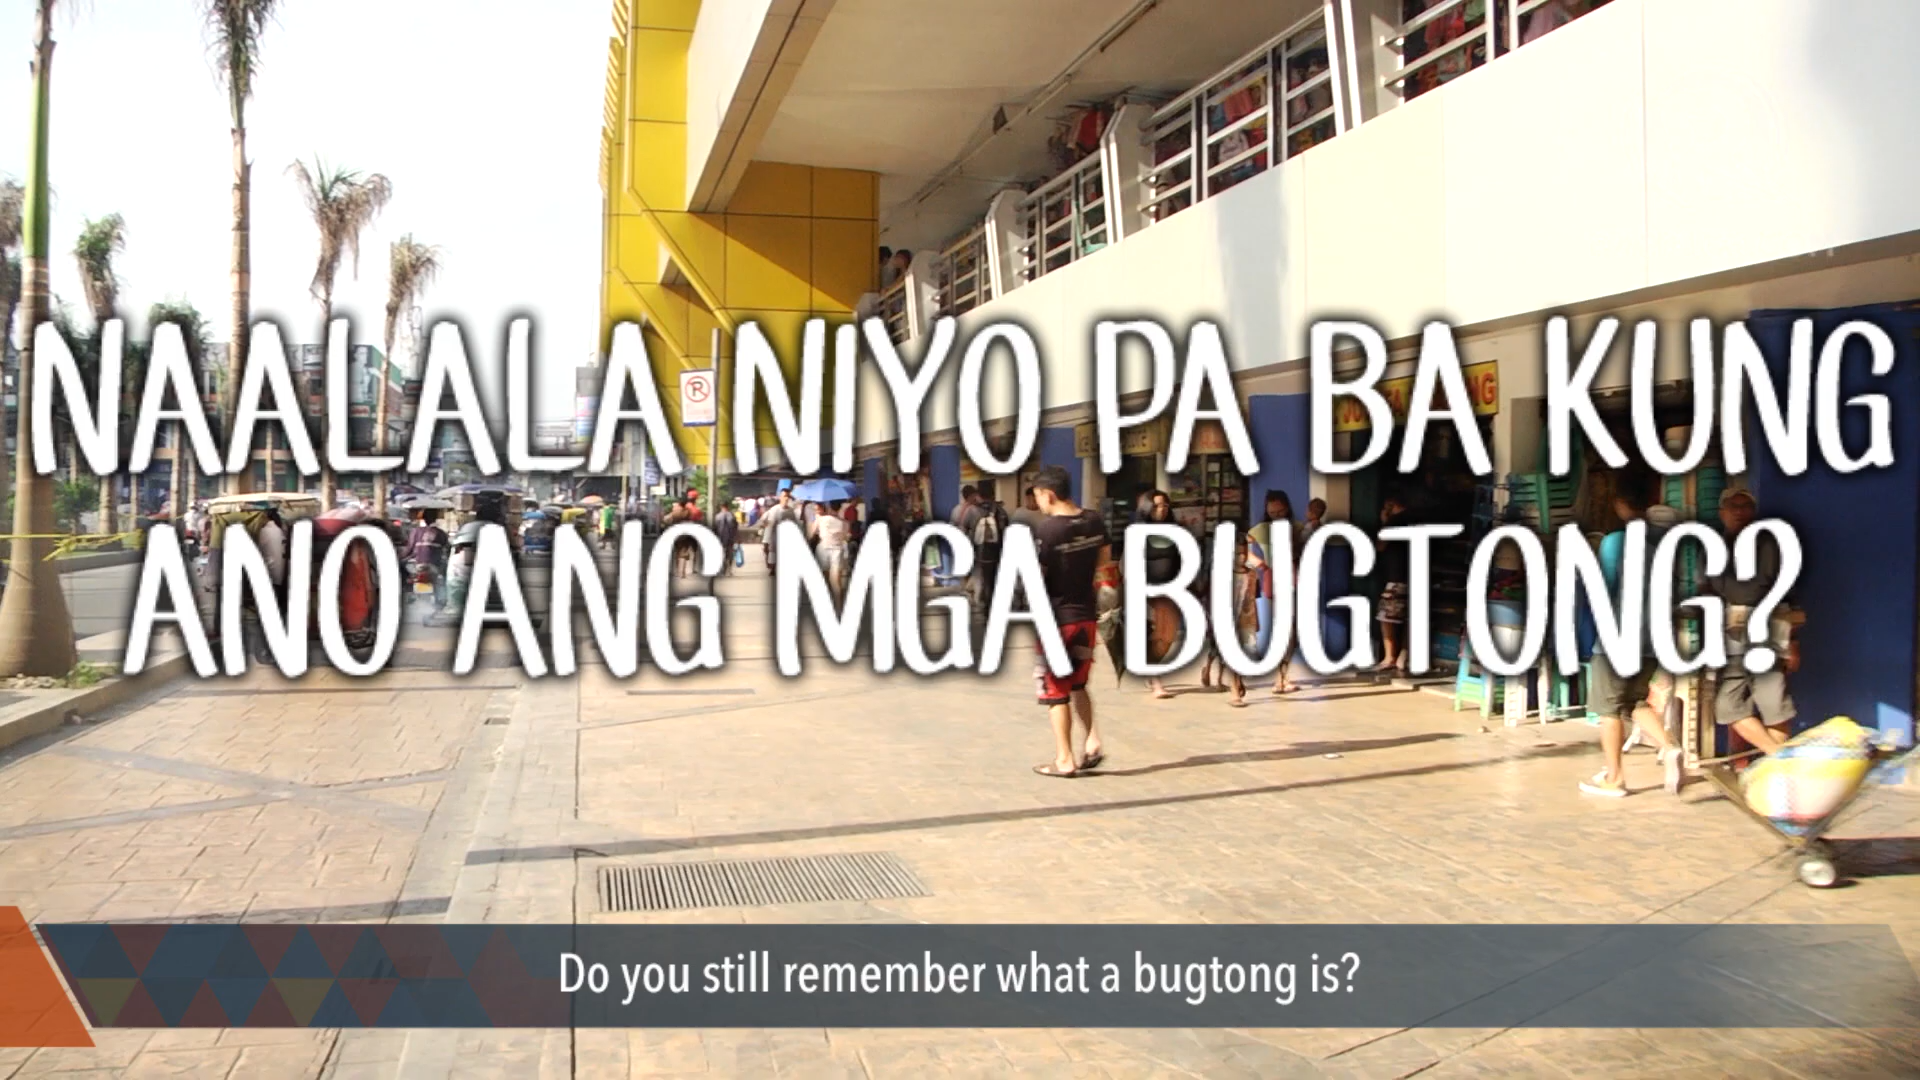 NAALALA NIYO PA BA KUNG
ANO ANG MGA BUGTONG?
Do you still remember what a bugtong is?